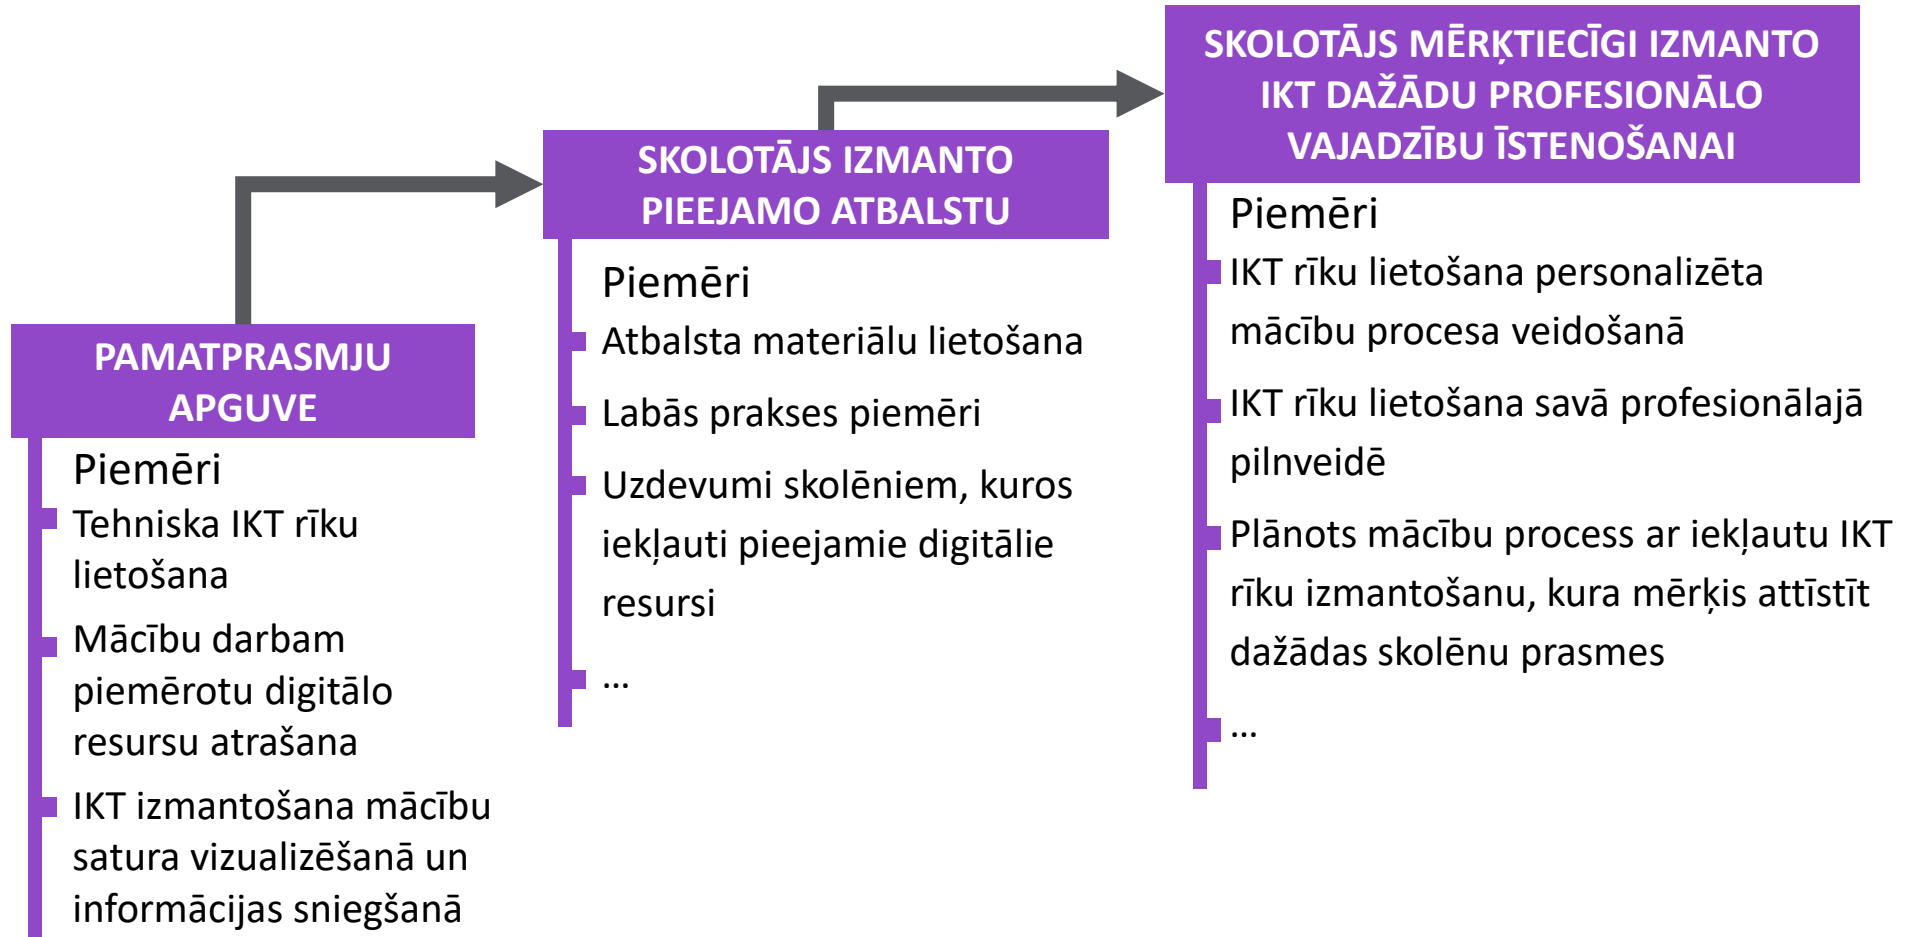 PAMATPRASMJU
APGUVE
Piemēri
Tehniska IKT rīku
lietošana
Mācību darbam
piemērotu digitālo
resursu atrašana
IKT izmantošana mācību
satura vizualizēšanā un
informācijas sniegšanā
SKOLOTĀJS IZMANTO
PIEEJAMO ATBALSTU
Piemēri
Atbalsta materiālu lietošana
Labās prakses piemēri
Uzdevumi skolēniem, kuros
iekļauti pieejamie digitālie
resursi
...
SKOLOTĀJS MĒRĶTIECĪGI IZMANTO
IKT DAŽĀDU PROFESIONĀLO
VAJADZĪBU ĪSTENOŠANAI
Piemēri
IKT rīku lietošana personalizēta
mācību procesa veidošanā
IKT rīku lietošana savā profesionālajā
pilnveidē
Plānots mācību process ar iekļautu IKT
rīku izmantošanu, kura mērķis attīstīt
dažādas skolēnu prasmes
...